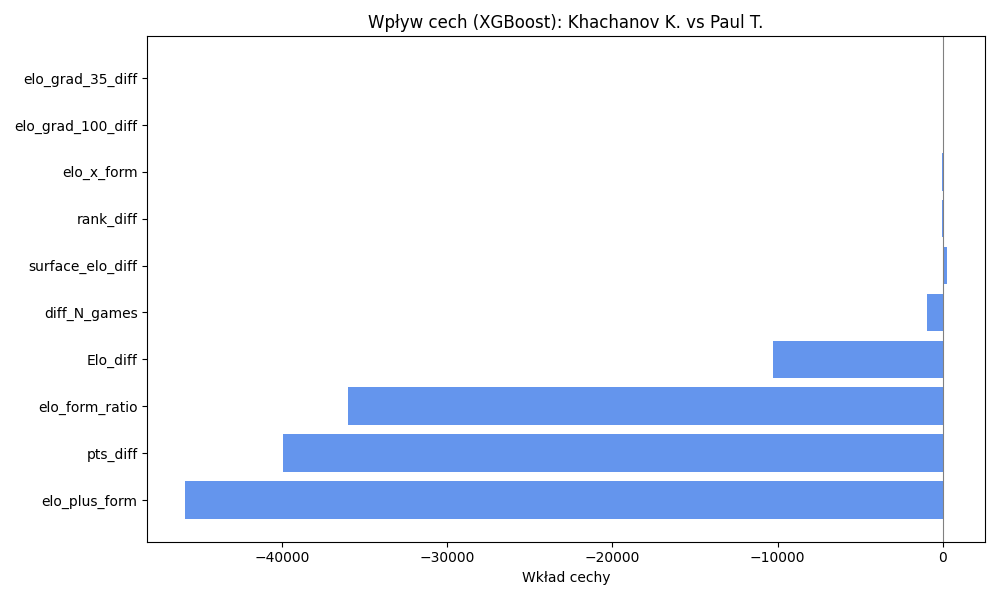 Wpływ cech (XGBoost): Khachanov K. vs Paul T.
elo_grad_35_diff
elo_grad_100_diff
elo_x_form
rank_diff
surface_elo_diff
diff_N_games
Elo_diff
elo_form_ratio
pts_diff
elo_plus_form
−40000 −30000 −20000 −10000 0
Wkład cechy